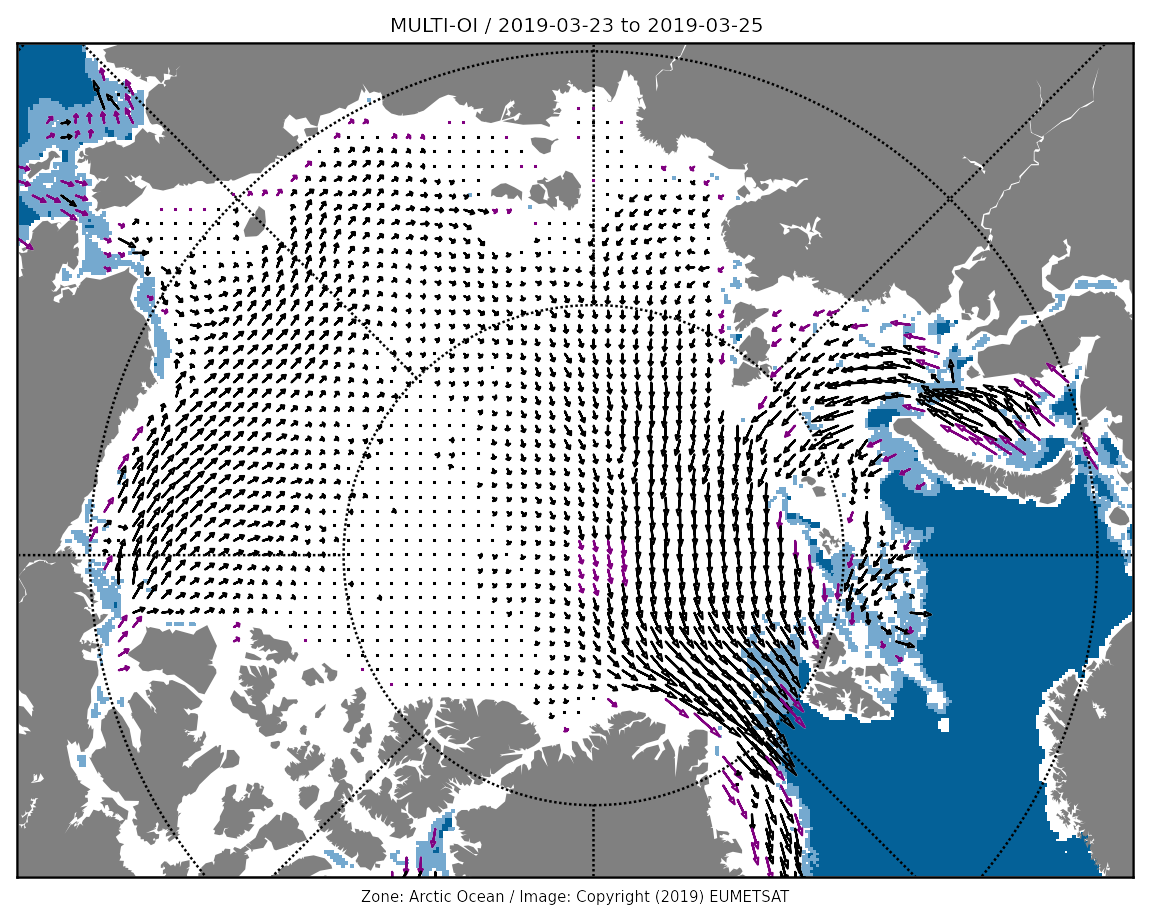 MULTI-OI / 2019-03-23 to 2019-03-25
Zone: Arctic Ocean / Image: Copyright (2019) EUMETSAT